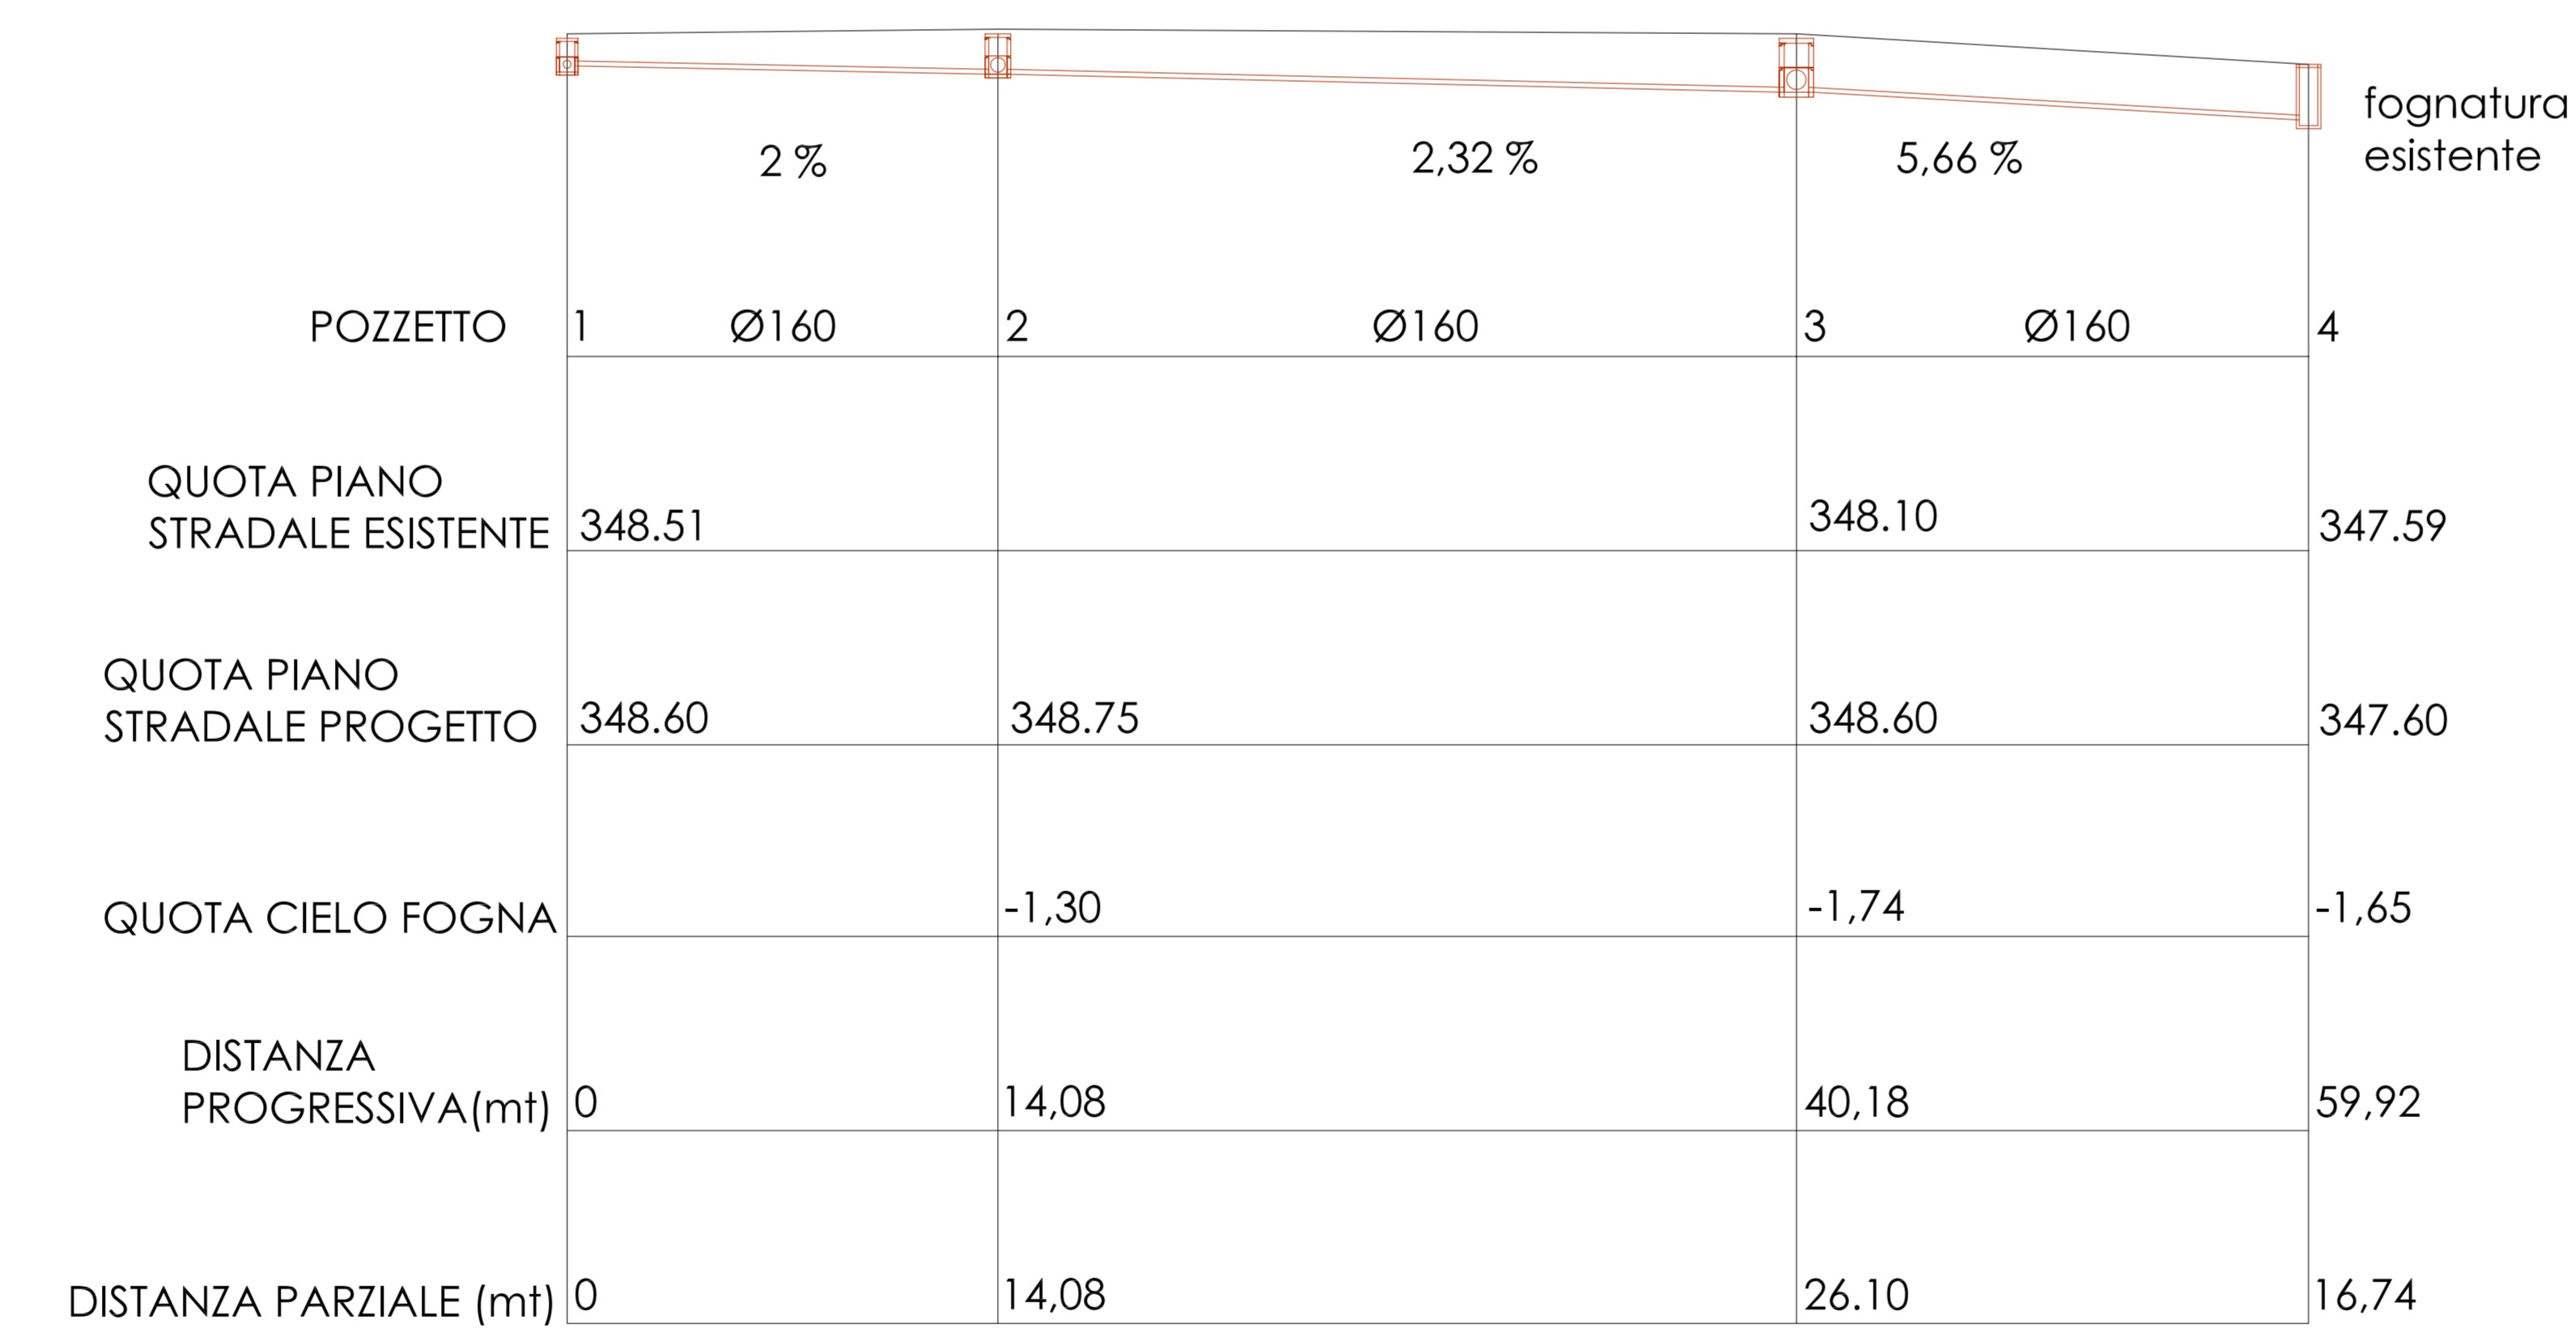 fognatura
esistente
2 %
2,32 %
5,66 %
POZZETTO 1 Ø160 2 Ø160 3 Ø160 4
QUOTA PIANO
STRADALE ESISTENTE 348.51 348.10 347.59
QUOTA PIANO
STRADALE PROGETTO 348.60 348.75 348.60 347.60
QUOTA CIELO FOGNA -1,30 -1,74 -1,65
DISTANZA
PROGRESSIVA(mt) 0 14,08 40,18 59,92
DISTANZA PARZIALE (mt) 0 14,08 26.10 16,74